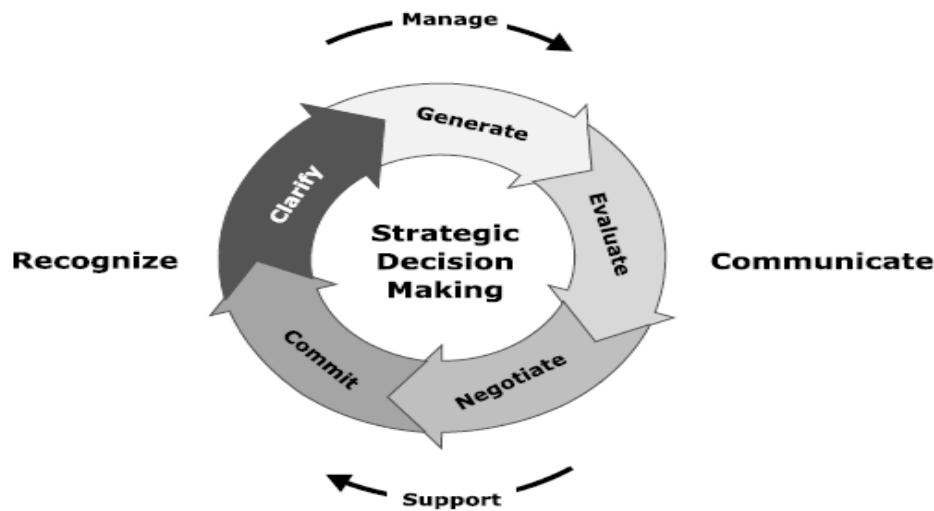 Manage
Generate
Clarify
Evaluate
Strategic
Decision
Making
Recognize
Communicate
Commit
Negotiate
Support